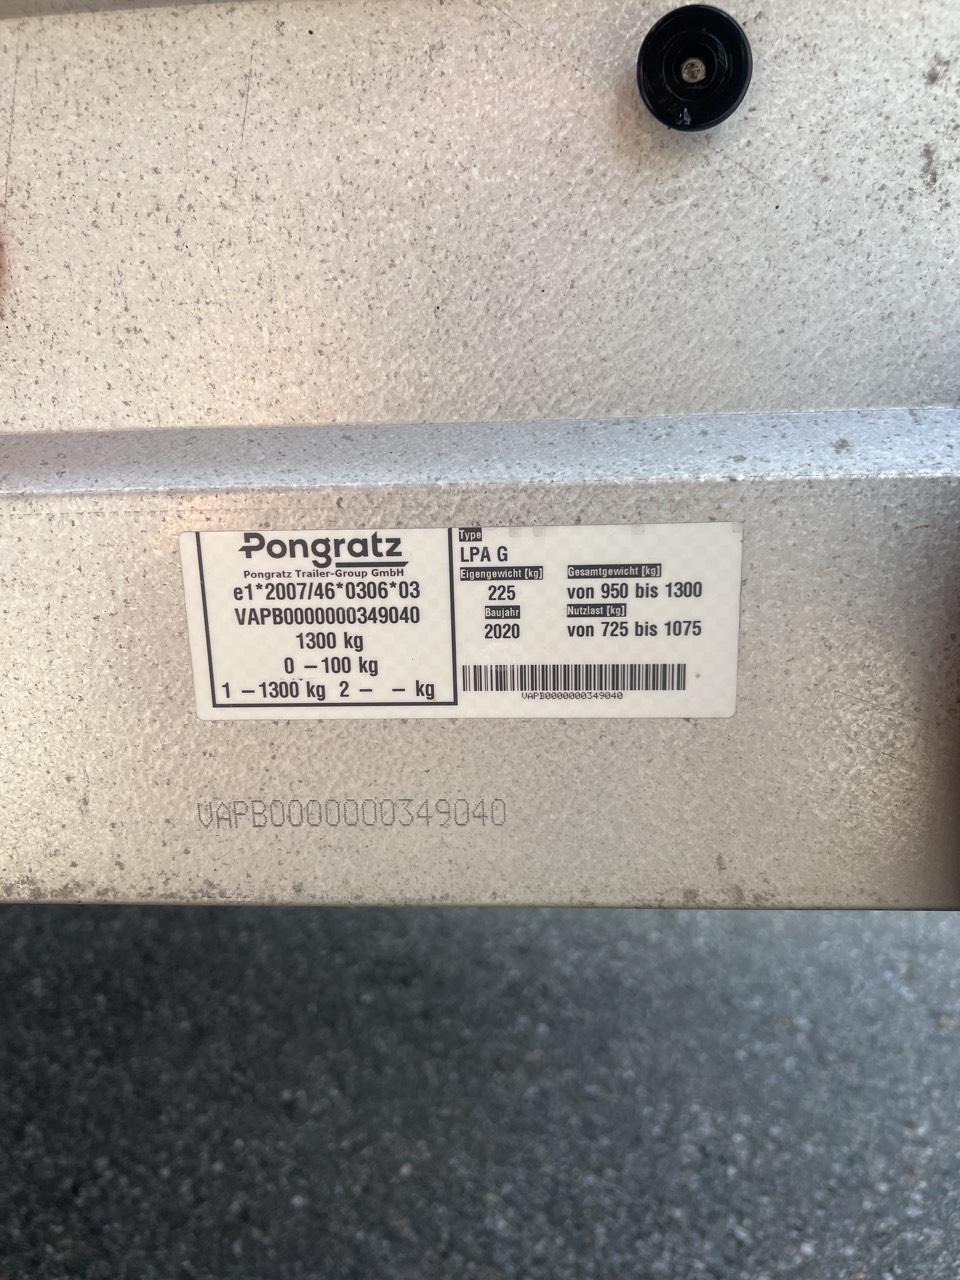 Pongratz
Pongratz Trailer-Group GmbH
e1*2007/46*0306*03
VAPB0000000349040
1300 kg
0 – 100 kg
1 – 1300 kg 2 – – kg
Type
LPA G
Eigengewicht [kg] Gesamtgewicht [kg]
225 von 950 bis 1300
Baujahr Nutzlast [kg]
2020 von 725 bis 1075
VAPB0000000349040
VAPB0000000349040